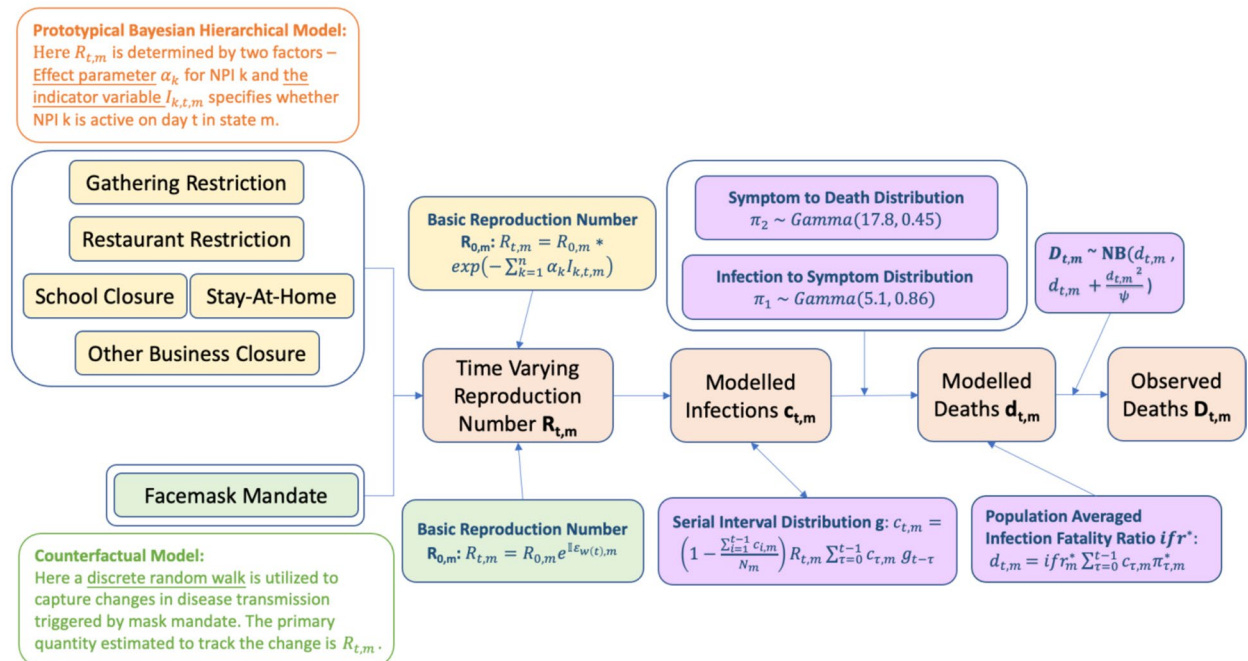 Prototypical Bayesian Hierarchical Model:
Here R_{t,m} is determined by two factors –
Effect parameter α_k for NPI k and the
indicator variable I_{k,t,m} specifies whether
NPI k is active on day t in state m.
Gathering Restriction
Restaurant Restriction
School Closure
Stay-At-Home
Other Business Closure
Facemask Mandate
Counterfactual Model:
Here a discrete random walk is utilized to
capture changes in disease transmission
triggered by mask mandate. The primary
quantity estimated to track the change is R_{t,m}.
Basic Reproduction Number
R_{0,m}: R_{t,m} = R_{0,m} *
exp(−∑_{k=1}^{n} α_k I_{k,t,m})
Time Varying
Reproduction
Number R_{t,m}
Basic Reproduction Number
R_{0,m}: R_{t,m} = R_{0,m} e^{𝕀ε_{w(t),m}}
Symptom to Death Distribution
π_2 ~ Gamma(17.8, 0.45)
Infection to Symptom Distribution
π_1 ~ Gamma(5.1, 0.86)
Modelled
Infections c_{t,m}
Serial Interval Distribution g: c_{t,m} =
(1 − \frac{∑_{i=1}^{t−1} c_{i,m}}{N_m}) R_{t,m} ∑_{τ=0}^{t−1} c_{τ,m} g_{t−τ}
D_{t,m} ~ NB(d_{t,m} ,
d_{t,m} + \frac{d_{t,m}^2}{ψ})
Modelled
Deaths d_{t,m}
Observed
Deaths D_{t,m}
Population Averaged
Infection Fatality Ratio ifr*:
d_{t,m} = ifr_m^* ∑_{τ=0}^{t−1} c_{τ,m} π_{τ,m}^*